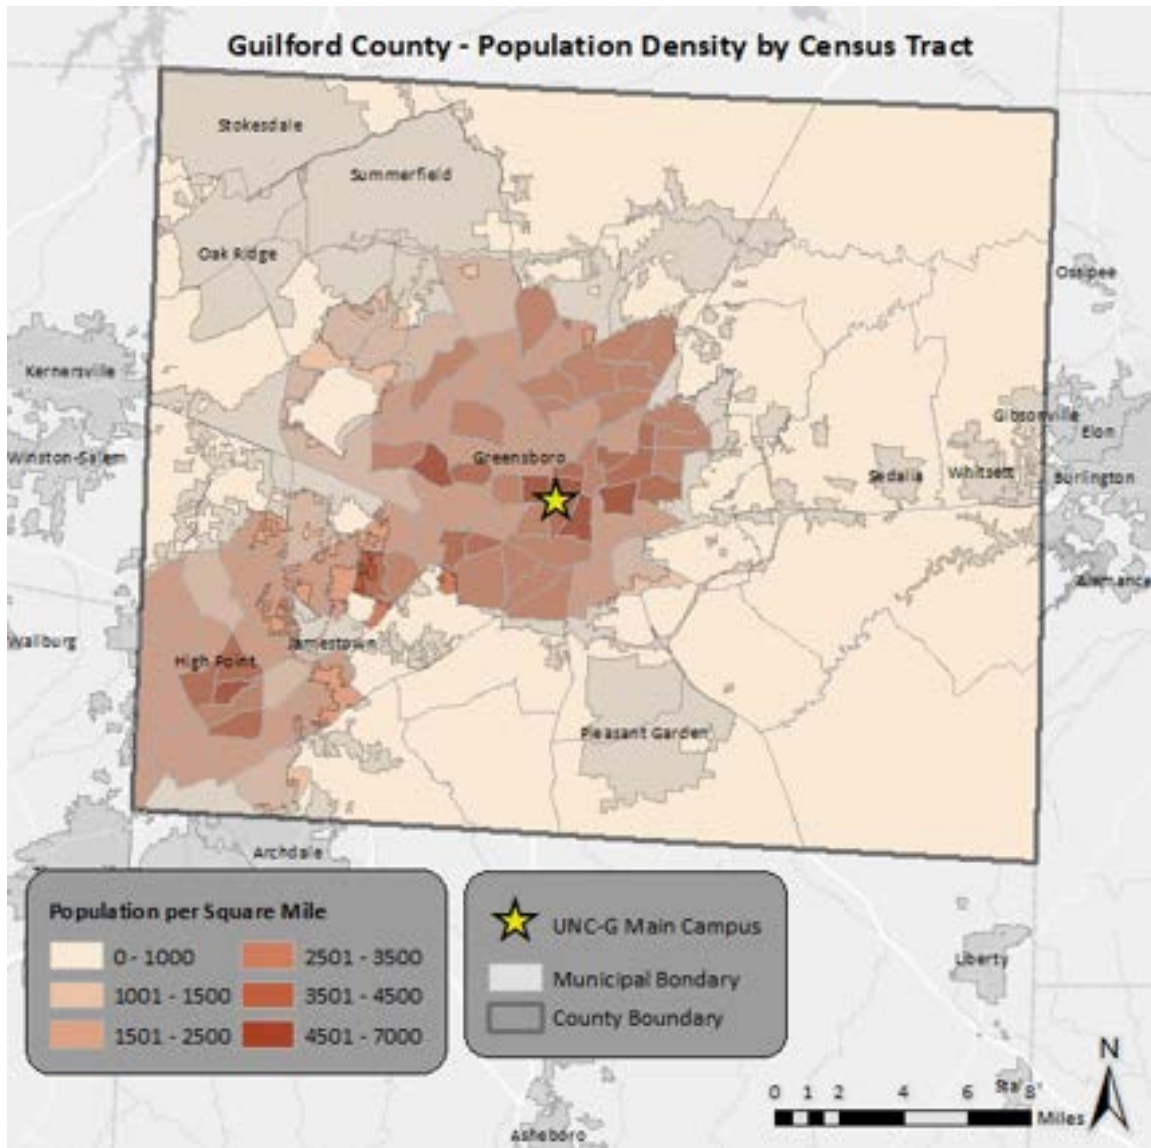 Guilford County - Population Density by Census Tract
Stokesdale
Summerfield
Oak Ridge
Ossipee
Kernersville
Gibsonville
Elon
Greensboro
Winston-Salem
Sedalia
Whitsett
Burlington
Alamance
Wallburg
Jamestown
High Point
Pleasant Garden
Archdale
Population per Square Mile
0 - 1000
1001 - 1500
1501 - 2500
2501 - 3500
3501 - 4500
4501 - 7000
UNC-G Main Campus
Municipal Bondary
County Boundary
Liberty
N
0 1 2 4 6 8
Miles
Asheboro